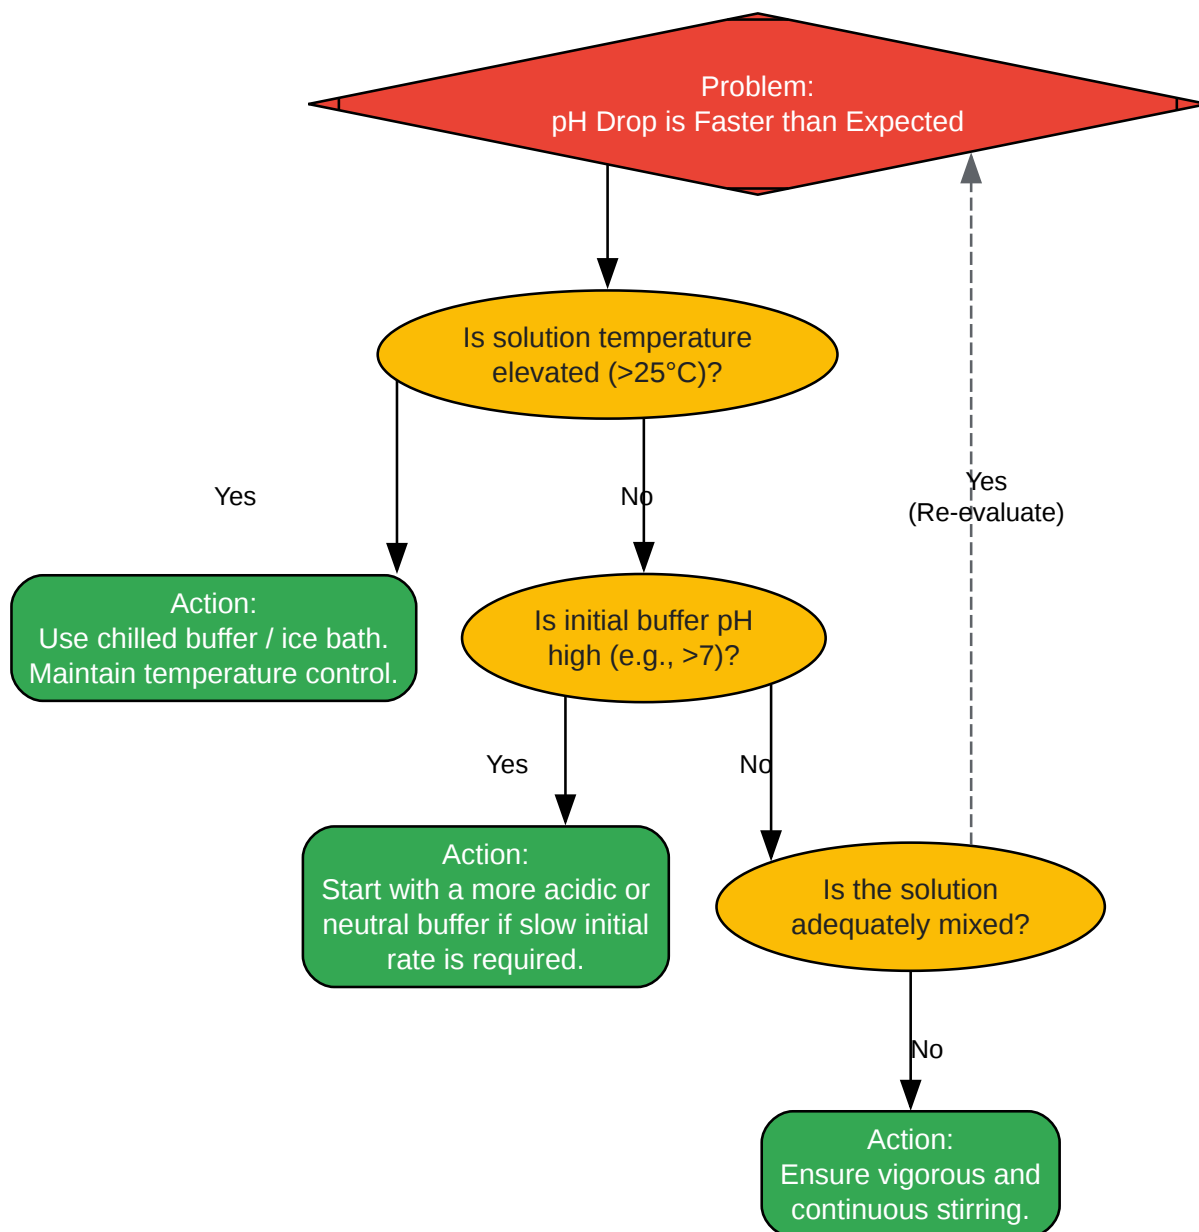 Problem:
pH Drop is Faster than Expected
Is solution temperature
elevated (>25°C)?
Yes
No
Yes
(Re-evaluate)
Action:
Use chilled buffer / ice bath.
Maintain temperature control.
Is initial buffer pH
high (e.g., >7)?
Yes
No
Action:
Start with a more acidic or
neutral buffer if slow initial
rate is required.
Is the solution
adequately mixed?
No
Action:
Ensure vigorous and
continuous stirring.